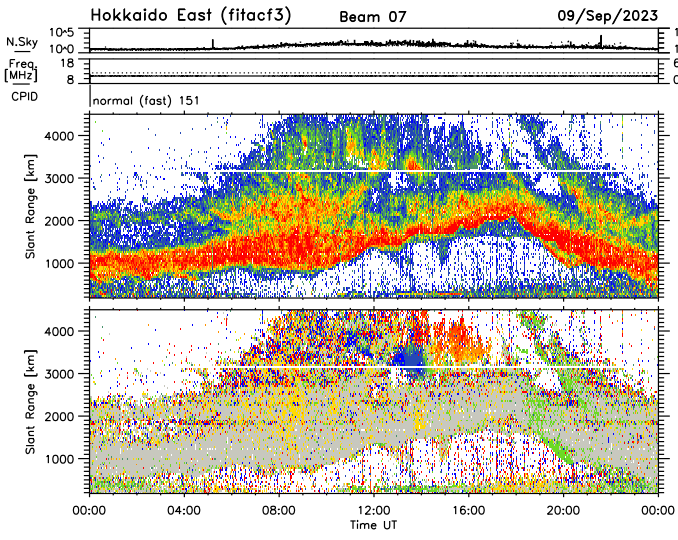 Hokkaido East (fitacf3) Beam 07 09/Sep/2023
N.Sky 10^5 10^0 1 1
Freq. [MHz] 18 8 6 0
CPID normal (fast) 151
Slant Range [km] 4000 3000 2000 1000
Slant Range [km] 4000 3000 2000 1000
00:00 04:00 08:00 12:00 16:00 20:00 00:00
Time UT